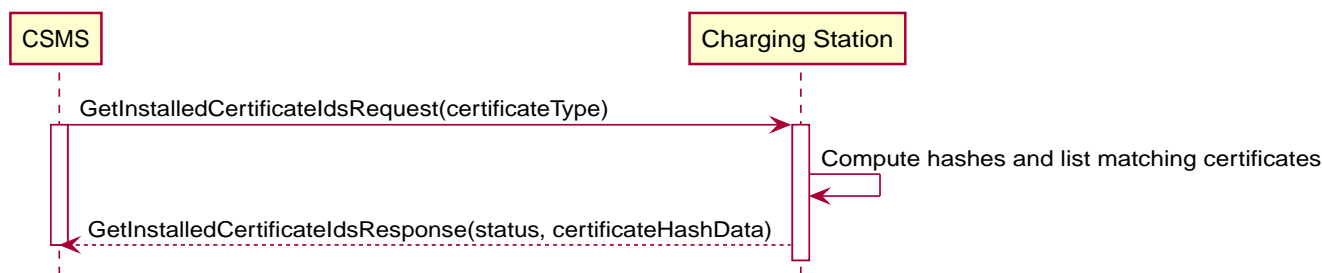 CSMS
Charging Station
GetInstalledCertificateIdsRequest(certificateType)
Compute hashes and list matching certificates
GetInstalledCertificateIdsResponse(status, certificateHashData)